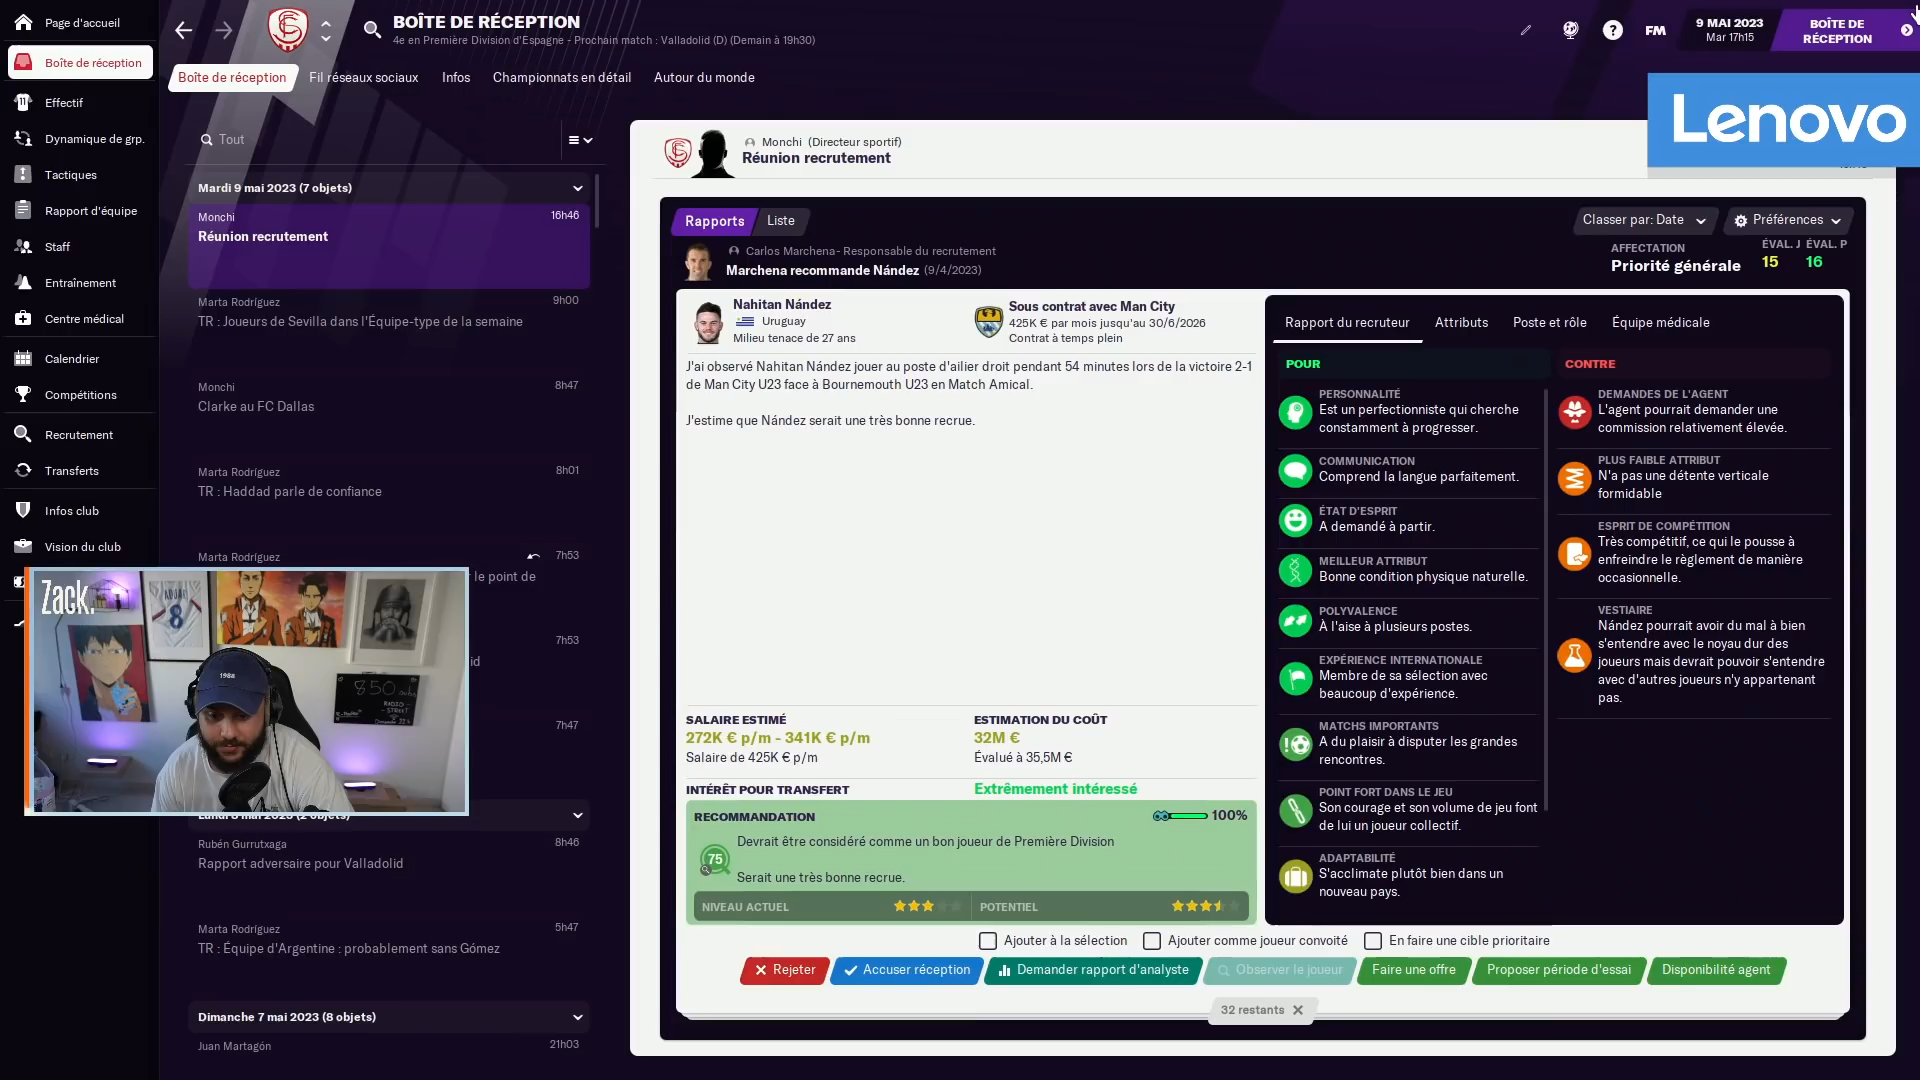 Page d'accueil
Boîte de réception
Effectif
Dynamique de grp.
Tactiques
Rapport d'équipe
Staff
Entraînement
Centre médical
Calendrier
Compétitions
Recrutement
Transferts
Infos club
Vision du club
BOÎTE DE RÉCEPTION
4e en Première Division d'Espagne - Prochain match : Valladolid (D) (Demain à 19h30)
FM
9 MAI 2023
Mar 17h15
BOÎTE DE
RÉCEPTION
Boîte de réception
Fil réseaux sociaux
Infos
Championnats en détail
Autour du monde
Lenovo
Tout
Mardi 9 mai 2023 (7 objets)
Monchi 16h46
Réunion recrutement
Marta Rodríguez 9h00
TR : Joueurs de Sevilla dans l'Équipe-type de la semaine
Monchi 8h47
Clarke au FC Dallas
Marta Rodríguez 8h01
TR : Haddad parle de confiance
Marta Rodríguez 7h53
r le point de
7h53
id
7h47
Lundi 8 mai 2023 (2 objets)
Rubén Gurrutxaga 8h46
Rapport adversaire pour Valladolid
Marta Rodríguez 5h47
TR : Équipe d'Argentine : probablement sans Gómez
Dimanche 7 mai 2023 (8 objets)
Juan Martagón 21h03
Zack.
8
850 subs
RADIO
STREET
1988
Monchi (Directeur sportif)
Réunion recrutement
Rapports
Liste
Classer par: Date
Préférences
Carlos Marchena- Responsable du recrutement
Marchena recommande Nández (9/4/2023)
AFFECTATION
Priorité générale
ÉVAL. J ÉVAL. P
15 16
Nahitan Nández
Uruguay
Milieu tenace de 27 ans
Sous contrat avec Man City
425K € par mois jusqu'au 30/6/2026
Contrat à temps plein
J'ai observé Nahitan Nández jouer au poste d'ailier droit pendant 54 minutes lors de la victoire 2-1
de Man City U23 face à Bournemouth U23 en Match Amical.
J'estime que Nández serait une très bonne recrue.
SALAIRE ESTIMÉ
272K € p/m - 341K € p/m
Salaire de 425K € p/m
ESTIMATION DU COÛT
32M €
Évalué à 35,5M €
INTÉRÊT POUR TRANSFERT
Extrêmement intéressé
RECOMMANDATION
100%
75
Devrait être considéré comme un bon joueur de Première Division
Serait une très bonne recrue.
NIVEAU ACTUEL
POTENTIEL
Rapport du recruteur
Attributs
Poste et rôle
Équipe médicale
POUR
PERSONNALITÉ
Est un perfectionniste qui cherche
constamment à progresser.
COMMUNICATION
Comprend la langue parfaitement.
ÉTAT D'ESPRIT
A demandé à partir.
MEILLEUR ATTRIBUT
Bonne condition physique naturelle.
POLYVALENCE
À l'aise à plusieurs postes.
EXPÉRIENCE INTERNATIONALE
Membre de sa sélection avec
beaucoup d'expérience.
MATCHS IMPORTANTS
A du plaisir à disputer les grandes
rencontres.
POINT FORT DANS LE JEU
Son courage et son volume de jeu font
de lui un joueur collectif.
ADAPTABILITÉ
S'acclimate plutôt bien dans un
nouveau pays.
CONTRE
DEMANDES DE L'AGENT
L'agent pourrait demander une
commission relativement élevée.
PLUS FAIBLE ATTRIBUT
N'a pas une détente verticale
formidable
ESPRIT DE COMPÉTITION
Très compétitif, ce qui le pousse à
enfreindre le règlement de manière
occasionnelle.
VESTIAIRE
Nández pourrait avoir du mal à bien
s'entendre avec le noyau dur des
joueurs mais devrait pouvoir s'entendre
avec d'autres joueurs n'y appartenant
pas.
Ajouter à la sélection
Ajouter comme joueur convoité
En faire une cible prioritaire
Rejeter
Accuser réception
Demander rapport d'analyste
Observer le joueur
Faire une offre
Proposer période d'essai
Disponibilité agent
32 restants